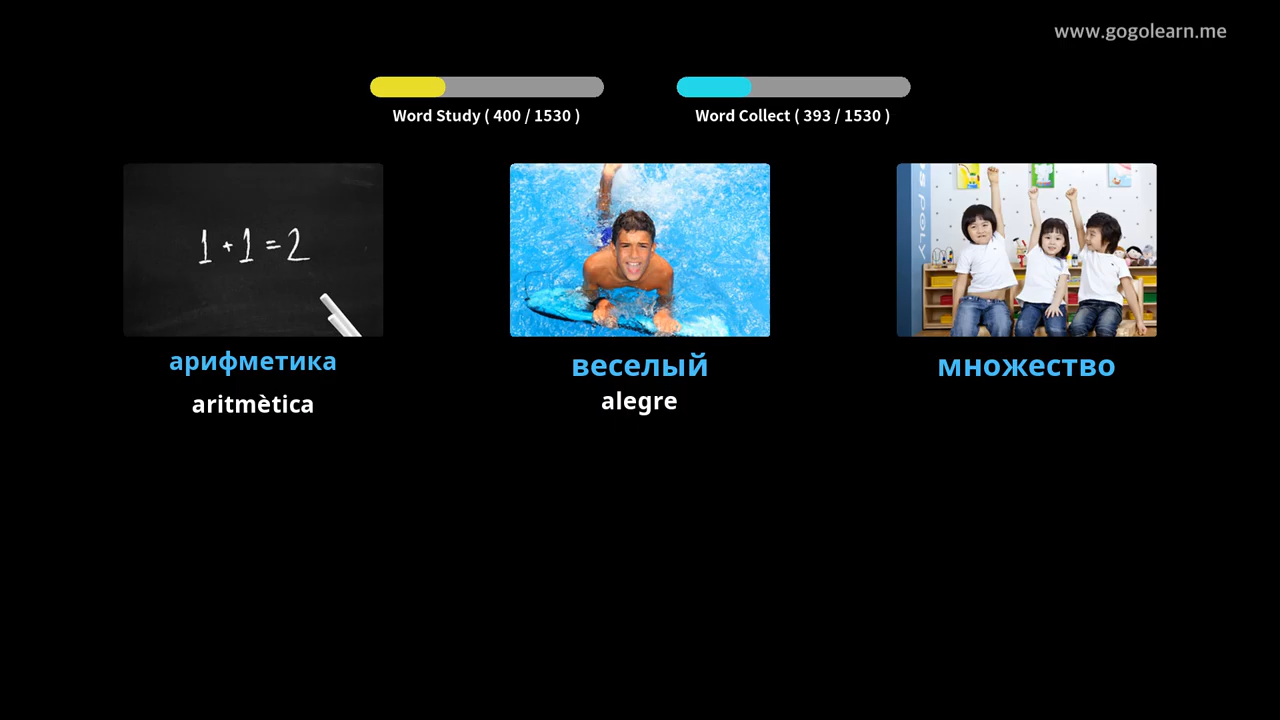 www.gogolearn.me
Word Study ( 400 / 1530 )
Word Collect ( 393 / 1530 )
1 + 1 = 2
арифметика
веселый
множество
aritmètica
alegre